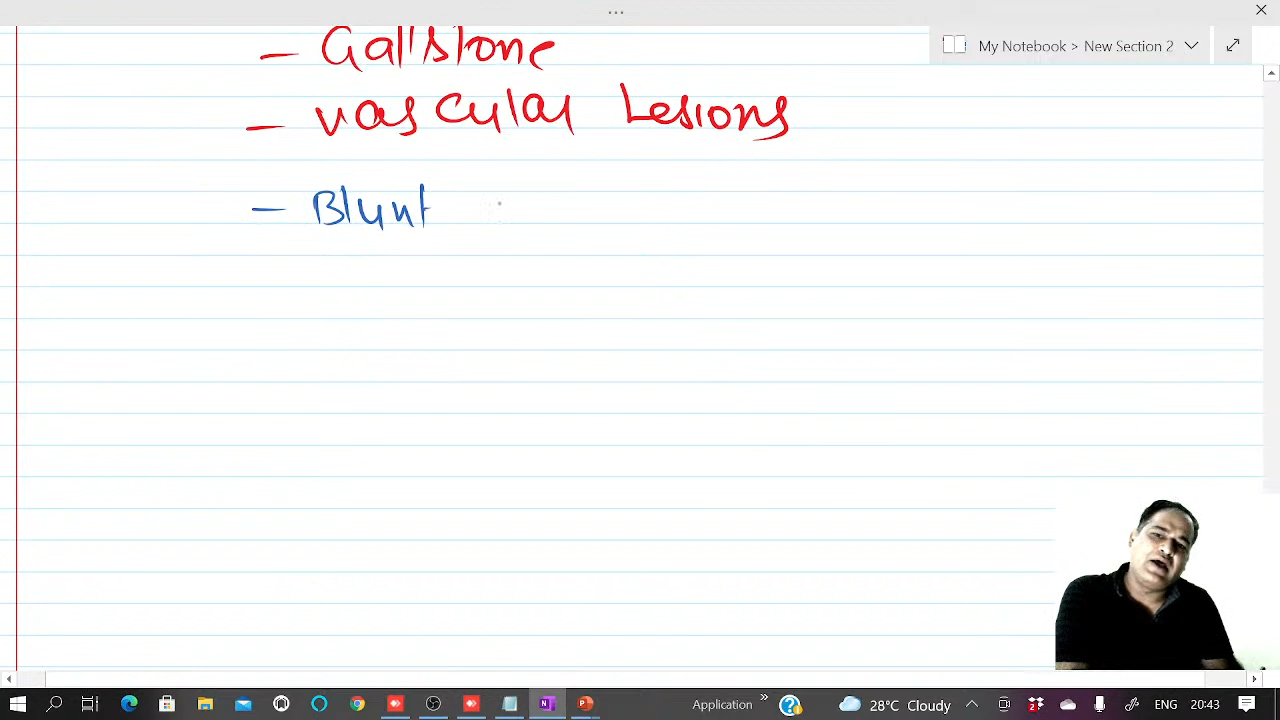 - Gallstone
My Notebook > New Section 2
- vascular Lesions
- Blunt
Application
28°C Cloudy
ENG
20:43